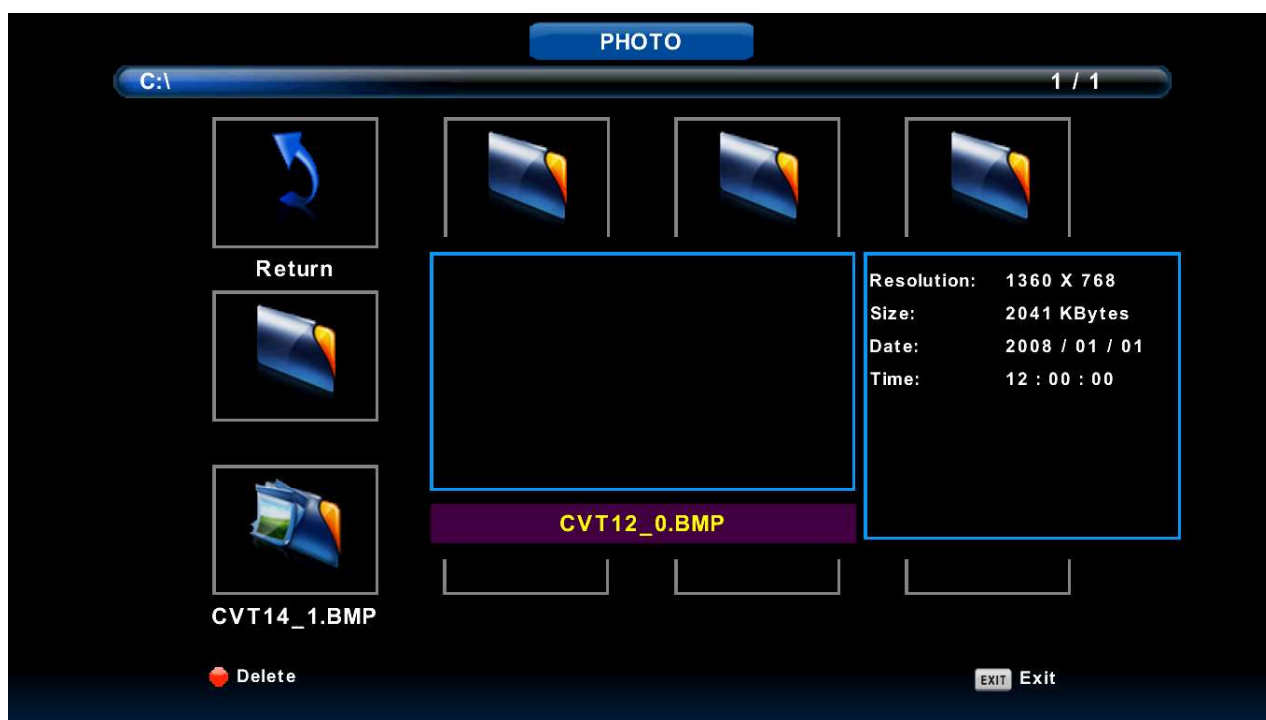 PHOTO
C:\ 1 / 1
Return
Resolution: 1360 X 768
Size: 2041 KBytes
Date: 2008 / 01 / 01
Time: 12 : 00 : 00
CVT12_0.BMP
CVT14_1.BMP
Delete EXIT Exit